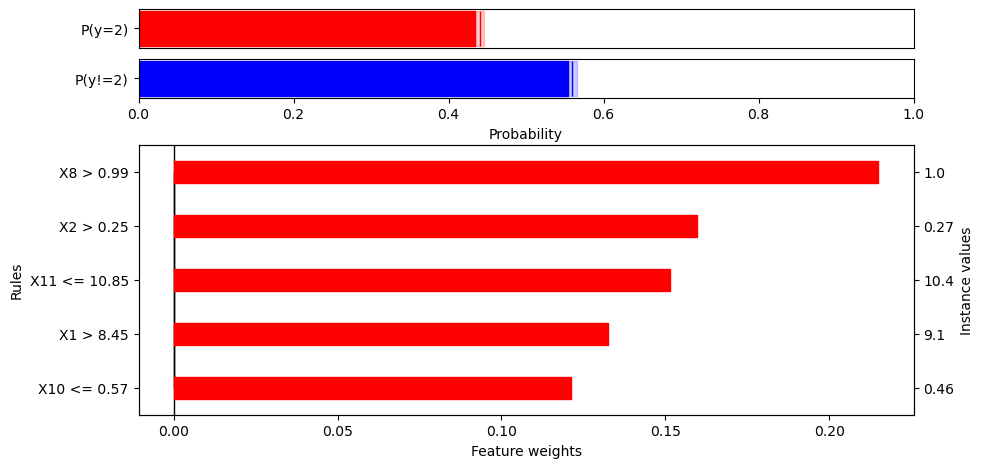 P(y=2)
P(y!=2)
0.0 0.2 0.4 0.6 0.8 1.0
Probability
X8 > 0.99 1.0
X2 > 0.25 0.27
X11 <= 10.85 10.4
X1 > 8.45 9.1
X10 <= 0.57 0.46
Rules
Instance values
0.00 0.05 0.10 0.15 0.20
Feature weights